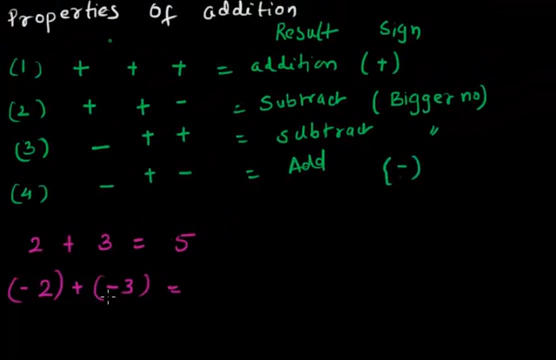 Properties Of addition
Result Sign
(1) + + + = addition (+)
(2) + + - = Subtract (Bigger no)
(3) - + + = subtract "
(4) - + - = Add (-)
2 + 3 = 5
(-2) + (-3) =